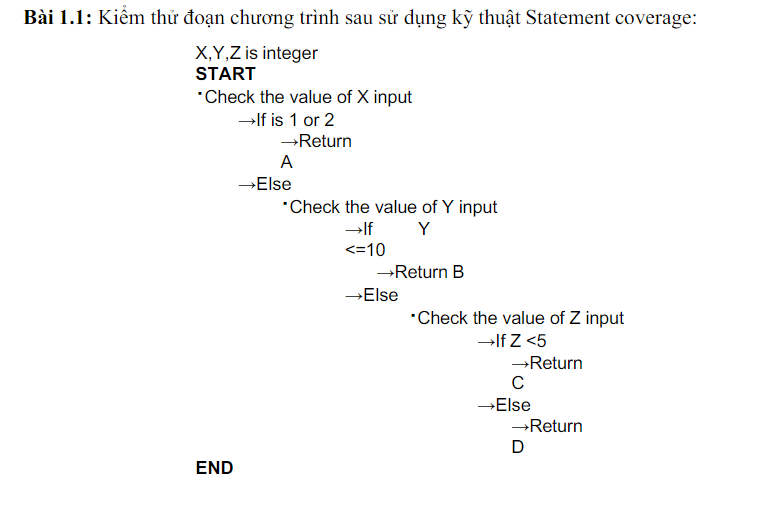 Bài 1.1: Kiểm thử đoạn chương trình sau sử dụng kỹ thuật Statement coverage:
X,Y,Z is integer
START
•Check the value of X input
→If is 1 or 2
→Return
A
→Else
•Check the value of Y input
→If Y
<=10
→Return B
→Else
•Check the value of Z input
→If Z <5
→Return
C
→Else
→Return
D
END